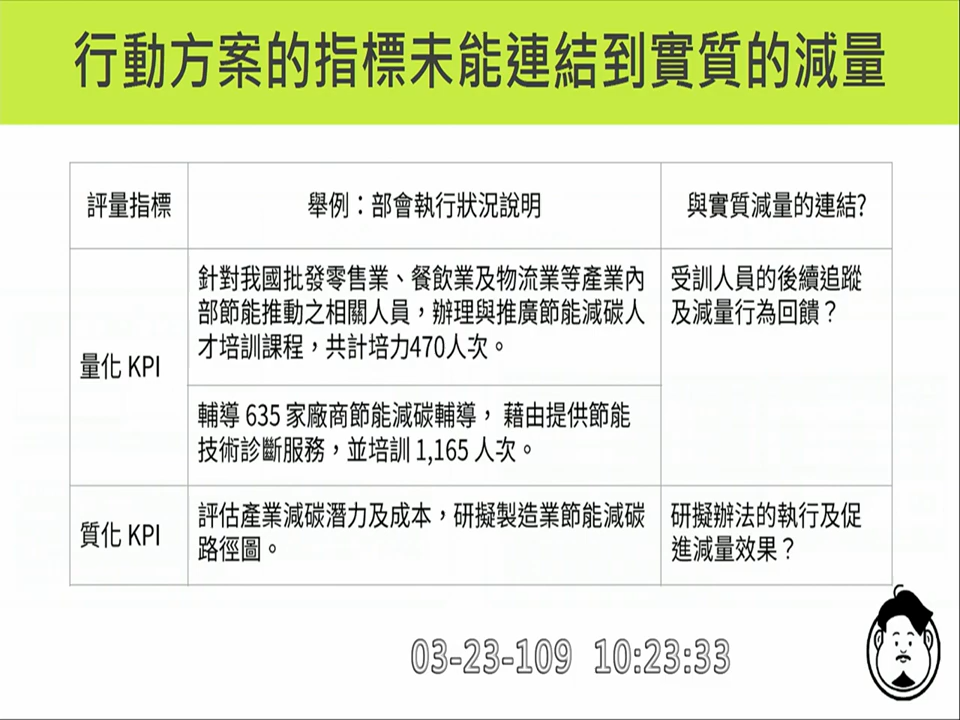 行動方案的指標未能連結到實質的減量
評量指標
舉例：部會執行狀況說明
與實質減量的連結?
量化 KPI
針對我國批發零售業、餐飲業及物流業等產業內
部節能推動之相關人員，辦理與推廣節能減碳人
才培訓課程，共計培力470人次。
受訓人員的後續追蹤
及減量行為回饋？
輔導 635 家廠商節能減碳輔導， 藉由提供節能
技術診斷服務，並培訓 1,165 人次。
質化 KPI
評估產業減碳潛力及成本，研擬製造業節能減碳
路徑圖。
研擬辦法的執行及促
進減量效果？
03-23-109 10:23:33